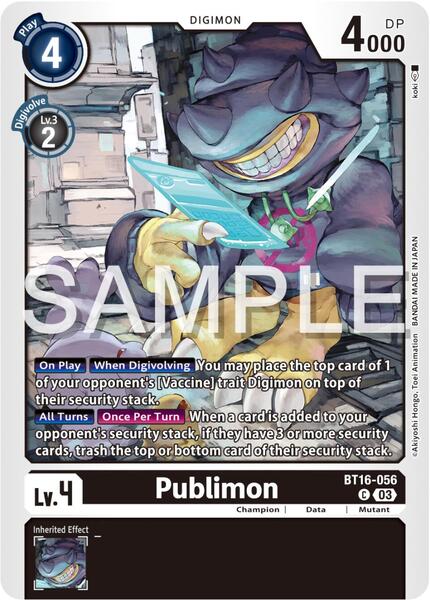 DIGIMON
Play
4
DP
4000
Digivolve
Lv.3
2
koki
SAMPLE
©Akiyoshi Hongo, Toei Animation BANDAI MADE IN JAPAN
On Play When Digivolving You may place the top card of 1
of your opponent's [Vaccine] trait Digimon on top of
their security stack.
All Turns Once Per Turn When a card is added to your
opponent's security stack, if they have 3 or more security
cards, trash the top or bottom card of their security stack.
Lv.4
Publimon
BT16-056
C 03
Champion | Data | Mutant
Inherited Effect
–